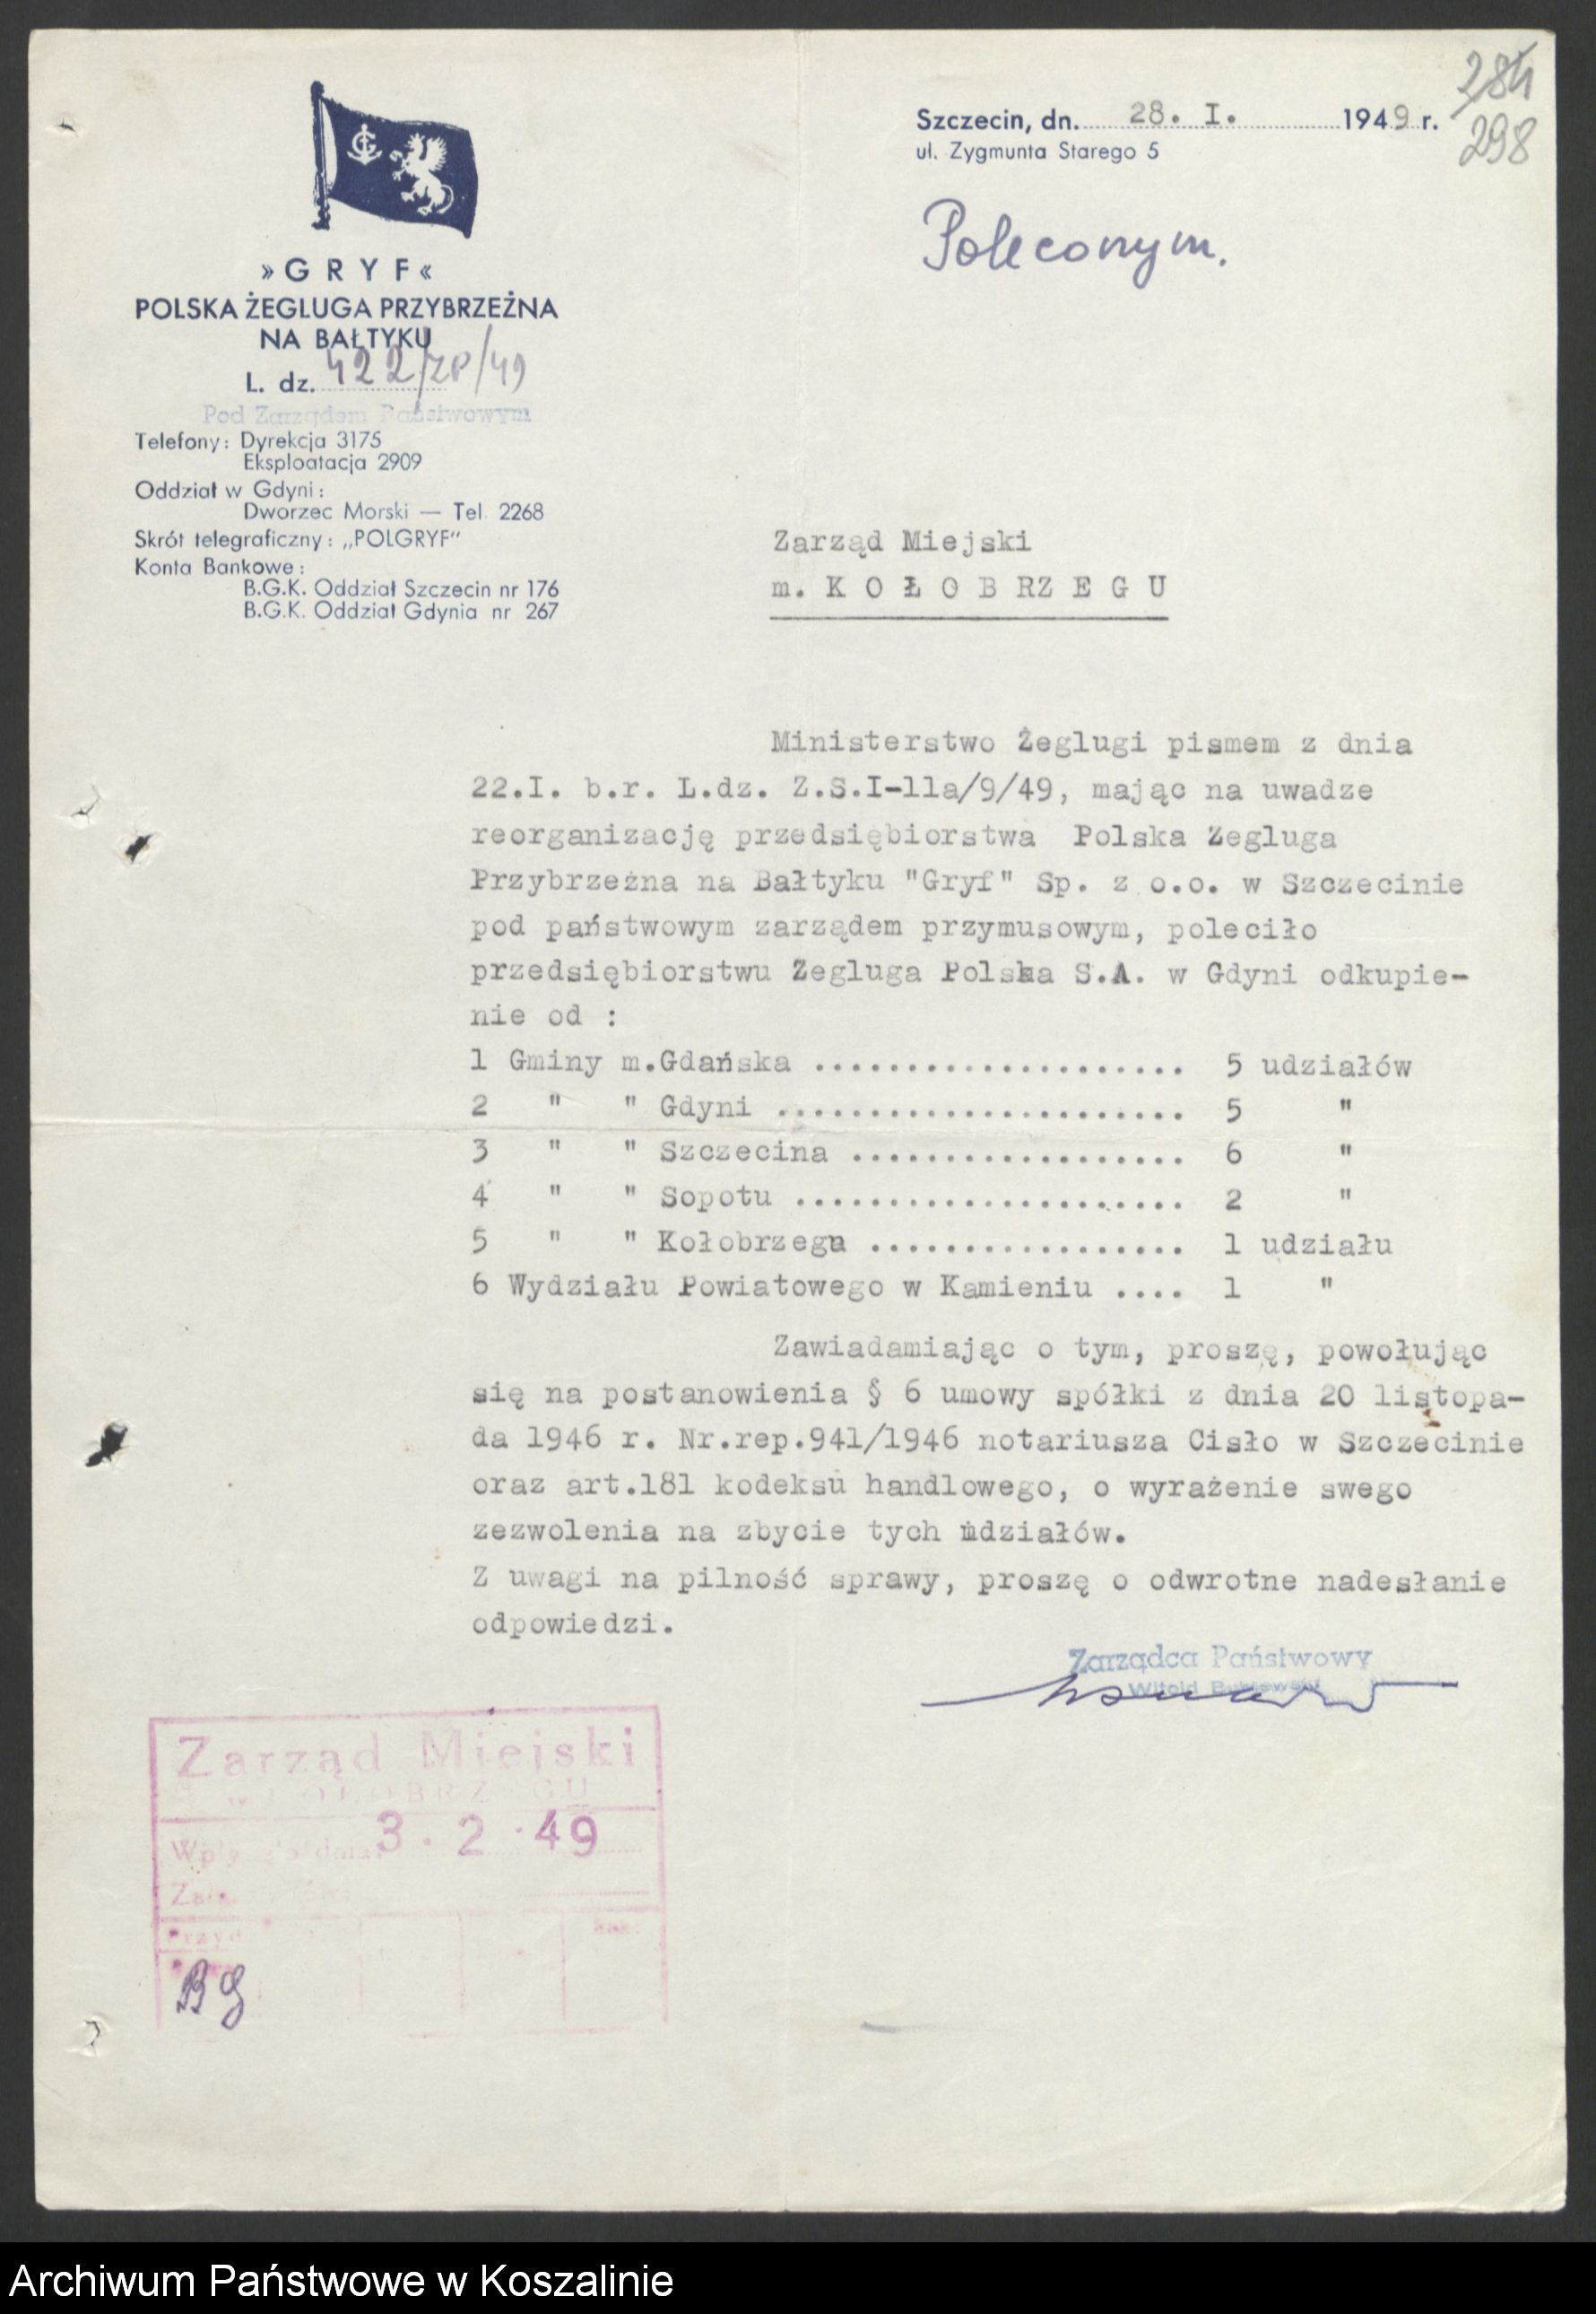 Szczecin, dn. 28. I. 1949 r.
ul. Zygmunta Starego 5
284
298
Poleconym.
»GRYF«
POLSKA ŻEGLUGA PRZYBRZEŻNA
NA BAŁTYKU
L. dz. 422/ZP/49
Pod Zarządem Państwowym
Telefony: Dyrekcja 3175
Eksploatacja 2909
Oddział w Gdyni:
Dworzec Morski — Tel. 2268
Skrót telegraficzny: „POLGRYF"
Konta Bankowe:
B.G.K. Oddział Szczecin nr 176
B.G.K. Oddział Gdynia nr 267
Zarząd Miejski
m. K O Ł O B RZ E G U
Ministerstwo Żeglugi pismem z dnia
22.I. b.r. L.dz. Z.S.I-11a/9/49, mając na uwadze
reorganizację przedsiębiorstwa Polska Żegluga
Przybrzeżna na Bałtyku "Gryf" Sp. z o.o. w Szczecinie
pod państwowym zarządem przymusowym, poleciło
przedsiębiorstwu Żegluga Polska S.A. w Gdyni odkupie-
nie od :
1 Gminy m.Gdańska .................... 5 udziałów
2 " " Gdyni ...................... 5 "
3 " " Szczecina .................. 6 "
4 " " Sopotu ..................... 2 "
5 " " Kołobrzegu ................. 1 udziału
6 Wydziału Powiatowego w Kamieniu .... 1 "
Zawiadamiając o tym, proszę, powołując
się na postanowienia § 6 umowy spółki z dnia 20 listopa-
da 1946 r. Nr.rep.941/1946 notariusza Cisło w Szczecinie
oraz art.181 kodeksu handlowego, o wyrażenie swego
zezwolenia na zbycie tych udziałów.
Z uwagi na pilność sprawy, proszę o odwrotne nadesłanie
odpowiedzi.
Zarządca Państwowy
Witold
Zarząd Miejski
w KOŁOBRZEGU
3. 2. 49
Archiwum Państwowe w Koszalinie